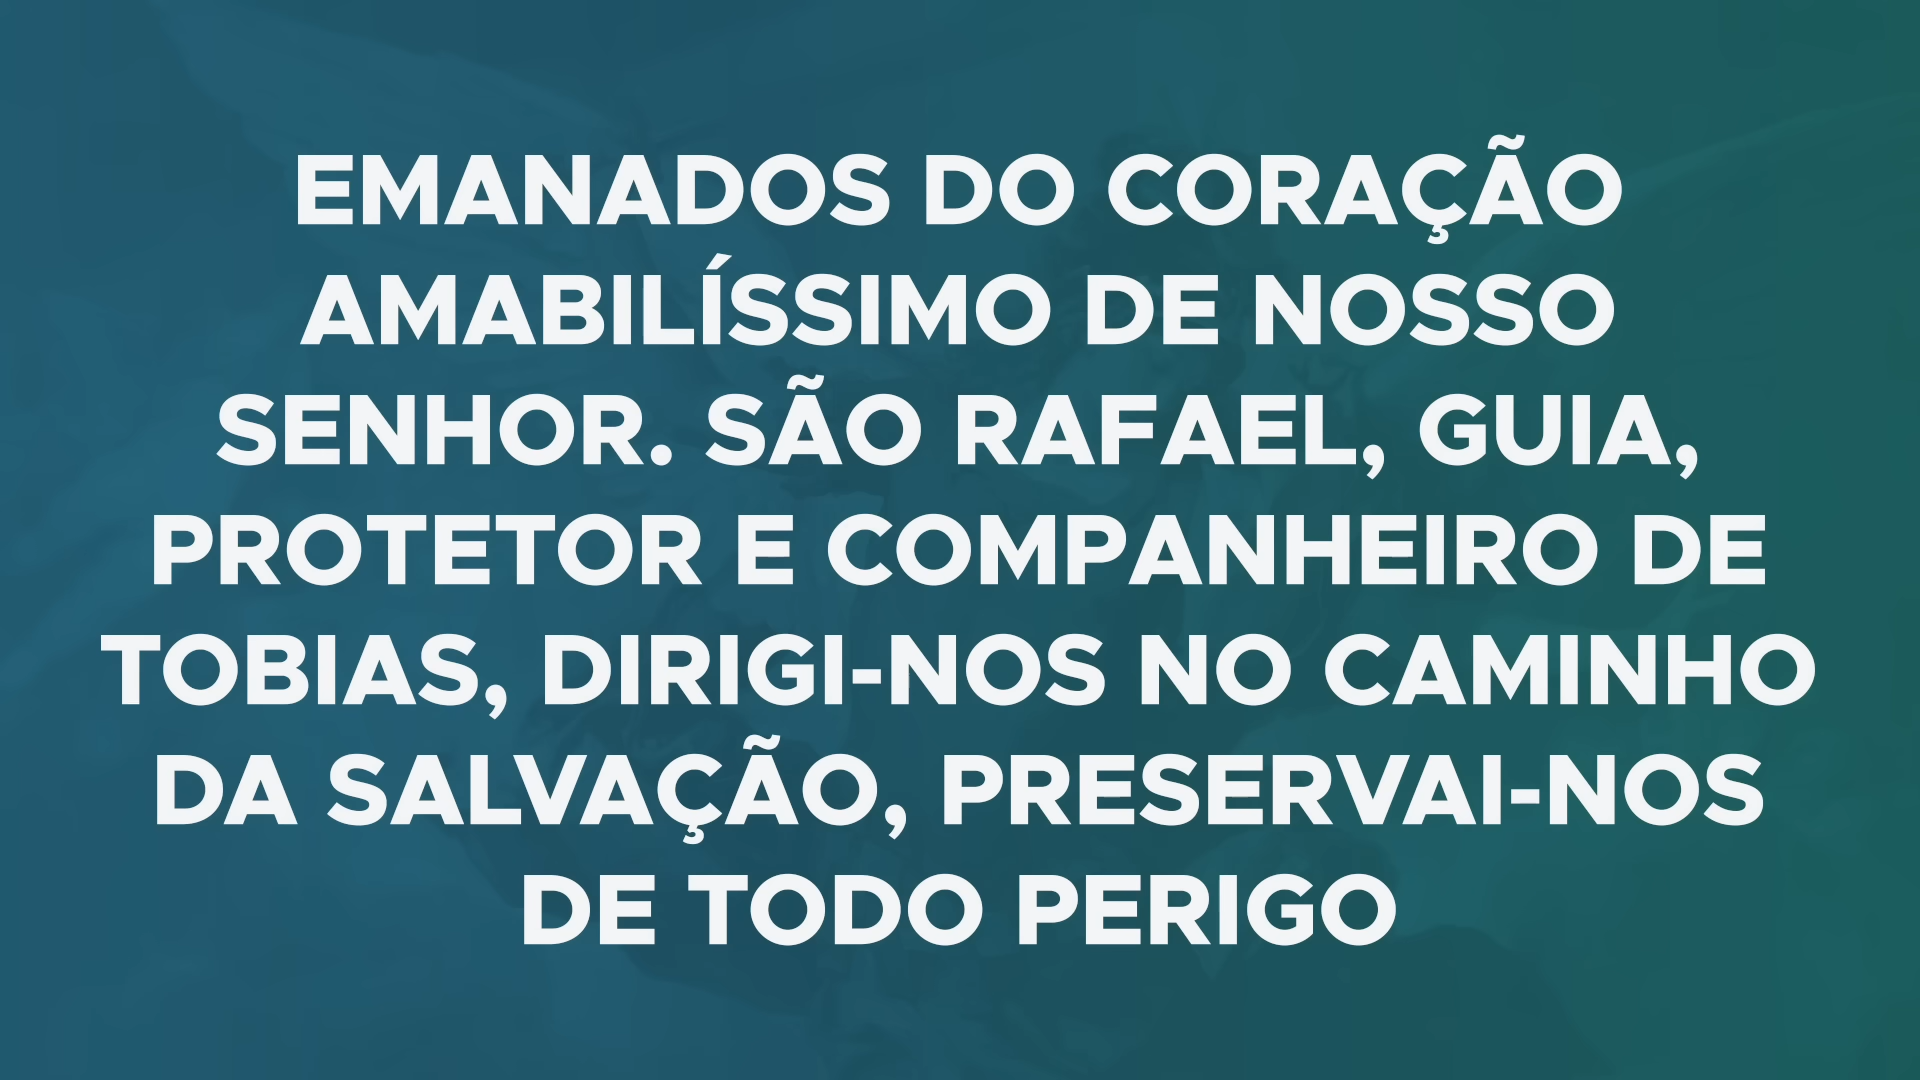 EMANADOS DO CORAÇÃO
AMABILÍSSIMO DE NOSSO
SENHOR. SÃO RAFAEL, GUIA,
PROTETOR E COMPANHEIRO DE
TOBIAS, DIRIGI-NOS NO CAMINHO
DA SALVAÇÃO, PRESERVAI-NOS
DE TODO PERIGO